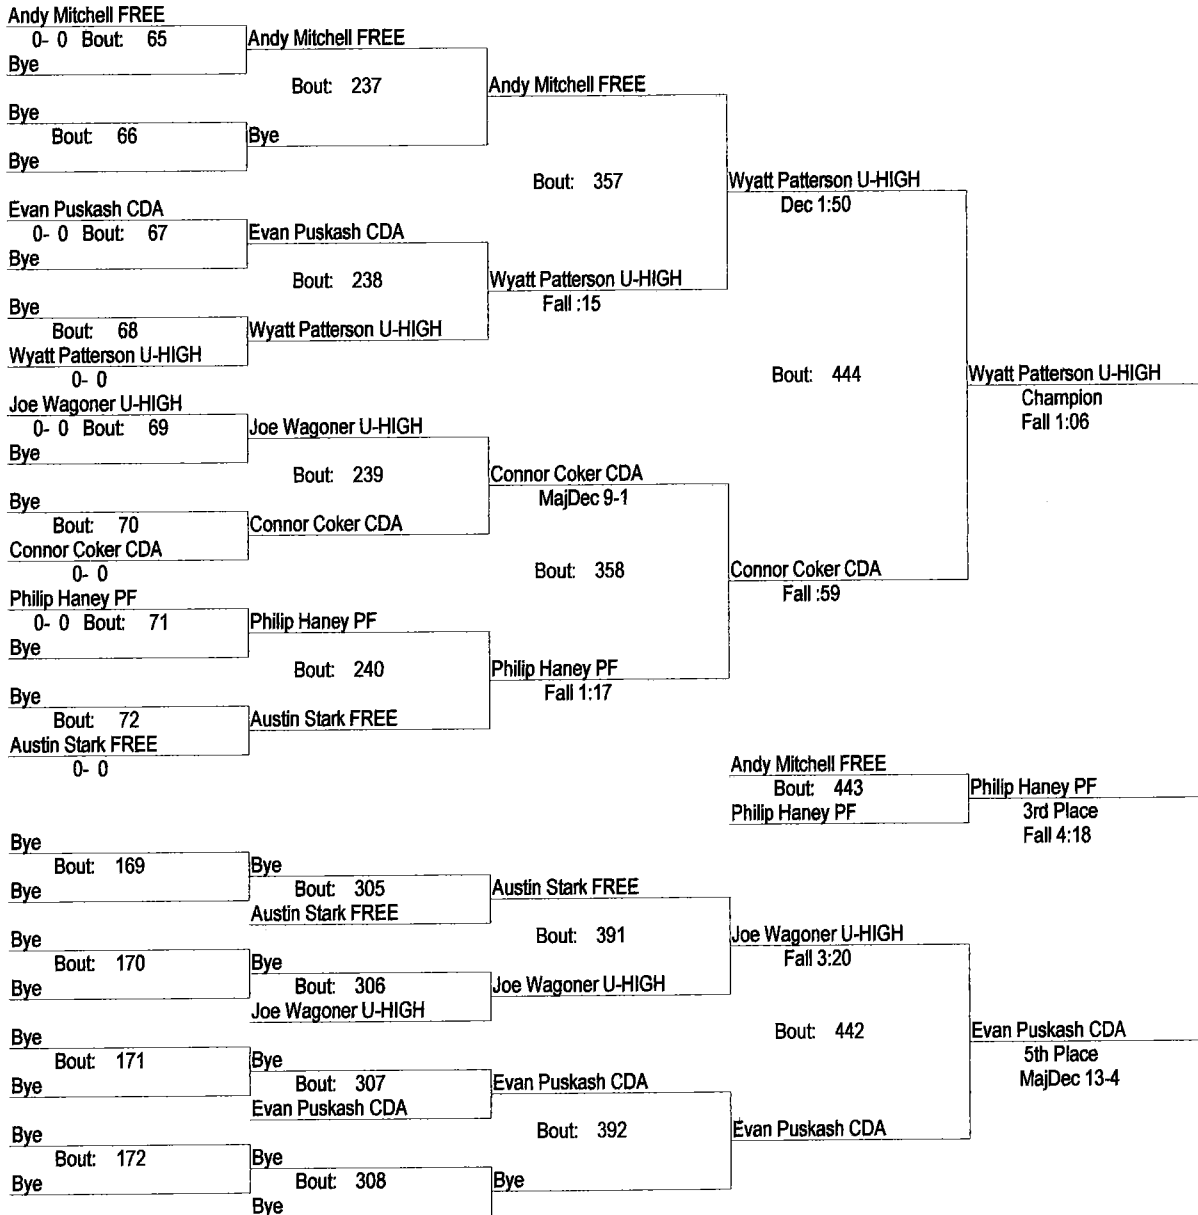 Andy Mitchell FREE
0- 0 Bout: 65
Andy Mitchell FREE
Bye
Bout: 237
Andy Mitchell FREE
Bye
Bout: 66
Bye
Bye
Bout: 357
Wyatt Patterson U-HIGH
Dec 1:50
Evan Puskash CDA
0- 0 Bout: 67
Evan Puskash CDA
Bye
Bout: 238
Wyatt Patterson U-HIGH
Fall :15
Bye
Bout: 68
Wyatt Patterson U-HIGH
Wyatt Patterson U-HIGH
0- 0
Bout: 444
Wyatt Patterson U-HIGH
Champion
Fall 1:06
Joe Wagoner U-HIGH
0- 0 Bout: 69
Joe Wagoner U-HIGH
Bye
Bout: 239
Connor Coker CDA
MajDec 9-1
Bye
Bout: 70
Connor Coker CDA
Connor Coker CDA
0- 0
Bout: 358
Connor Coker CDA
Fall :59
Philip Haney PF
0- 0 Bout: 71
Philip Haney PF
Bye
Bout: 240
Philip Haney PF
Fall 1:17
Bye
Bout: 72
Austin Stark FREE
Austin Stark FREE
0- 0
Andy Mitchell FREE
Bout: 443
Philip Haney PF
Philip Haney PF
3rd Place
Fall 4:18
Bye
Bout: 169
Bye
Bye
Bout: 305
Austin Stark FREE
Austin Stark FREE
Bout: 391
Joe Wagoner U-HIGH
Fall 3:20
Bye
Bout: 170
Bye
Bye
Bout: 306
Joe Wagoner U-HIGH
Joe Wagoner U-HIGH
Bout: 442
Evan Puskash CDA
5th Place
MajDec 13-4
Bye
Bout: 171
Bye
Bye
Bout: 307
Evan Puskash CDA
Evan Puskash CDA
Bout: 392
Evan Puskash CDA
Bye
Bout: 172
Bye
Bye
Bout: 308
Bye
Bye